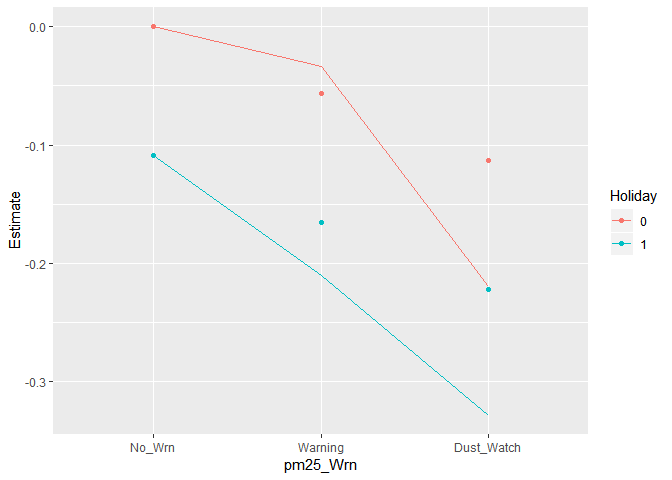 0.0
-0.1
-0.2
-0.3
Estimate
No_Wrn Warning Dust_Watch
pm25_Wrn
Holiday
0
1